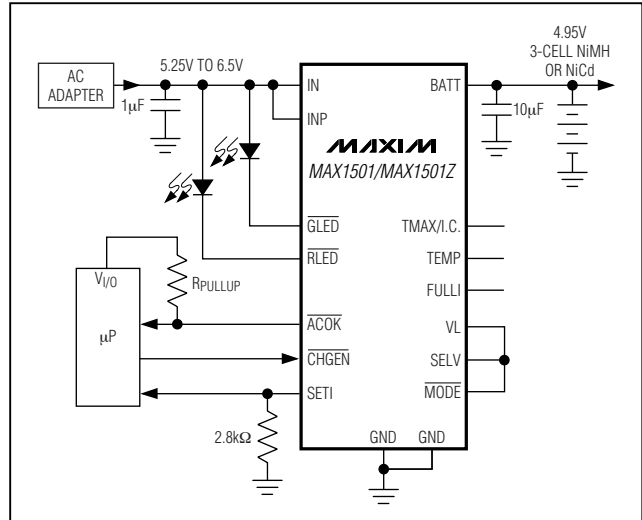 4.95V
3-CELL NiMH
OR NiCd
5.25V TO 6.5V
AC
ADAPTER
1µF
IN
BATT
INP
10µF
MAXIM
MAX1501/MAX1501Z
GLED
TMAX/I.C.
RLED
TEMP
VI/O
RPULLUP
FULLI
µP
ACOK
VL
CHGEN
SELV
SETI
MODE
2.8kΩ
GND
GND